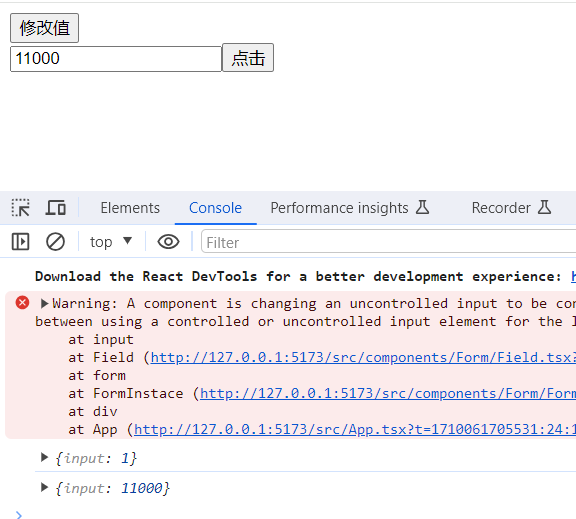 修改值
11000 点击
Elements Console Performance insights Recorder
top Filter
Download the React DevTools for a better development experience: h
Warning: A component is changing an uncontrolled input to be con
between using a controlled or uncontrolled input element for the l
at input
at Field (http://127.0.0.1:5173/src/components/Form/Field.tsx?
at form
at FormInstace (http://127.0.0.1:5173/src/components/Form/Form
at div
at App (http://127.0.0.1:5173/src/App.tsx?t=1710061705531:24:1
{input: 1}
{input: 11000}